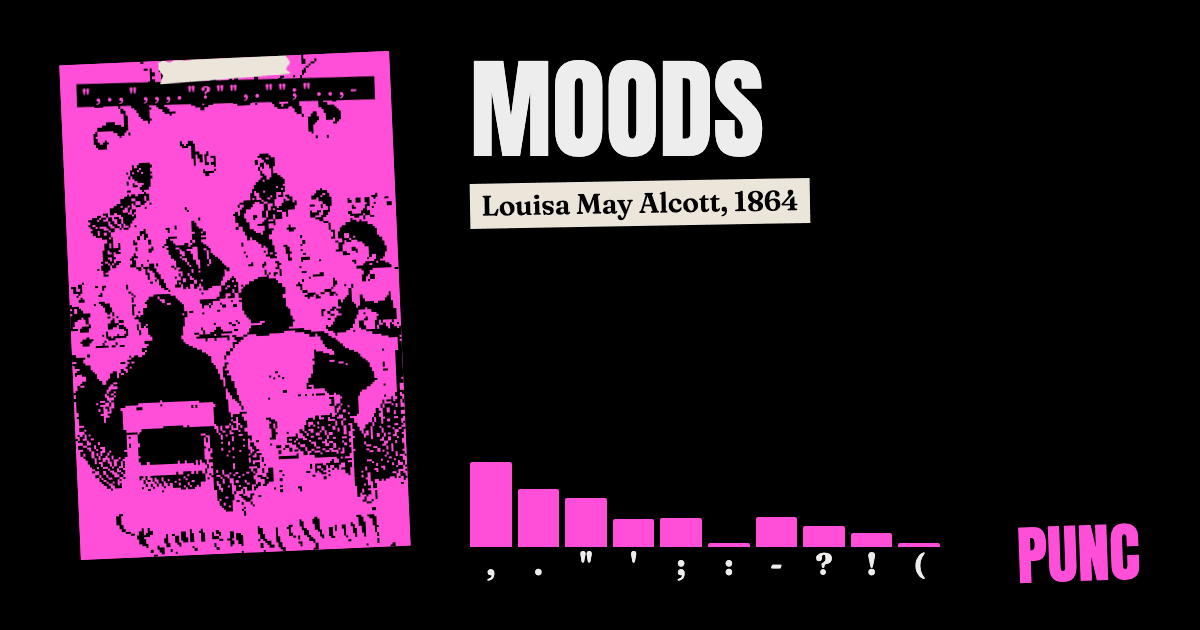 ",.,",,,."?"",."";"..,-
MOODS
Louisa May Alcott, 1864
, . " ' ; : - ? ! (
PUNC